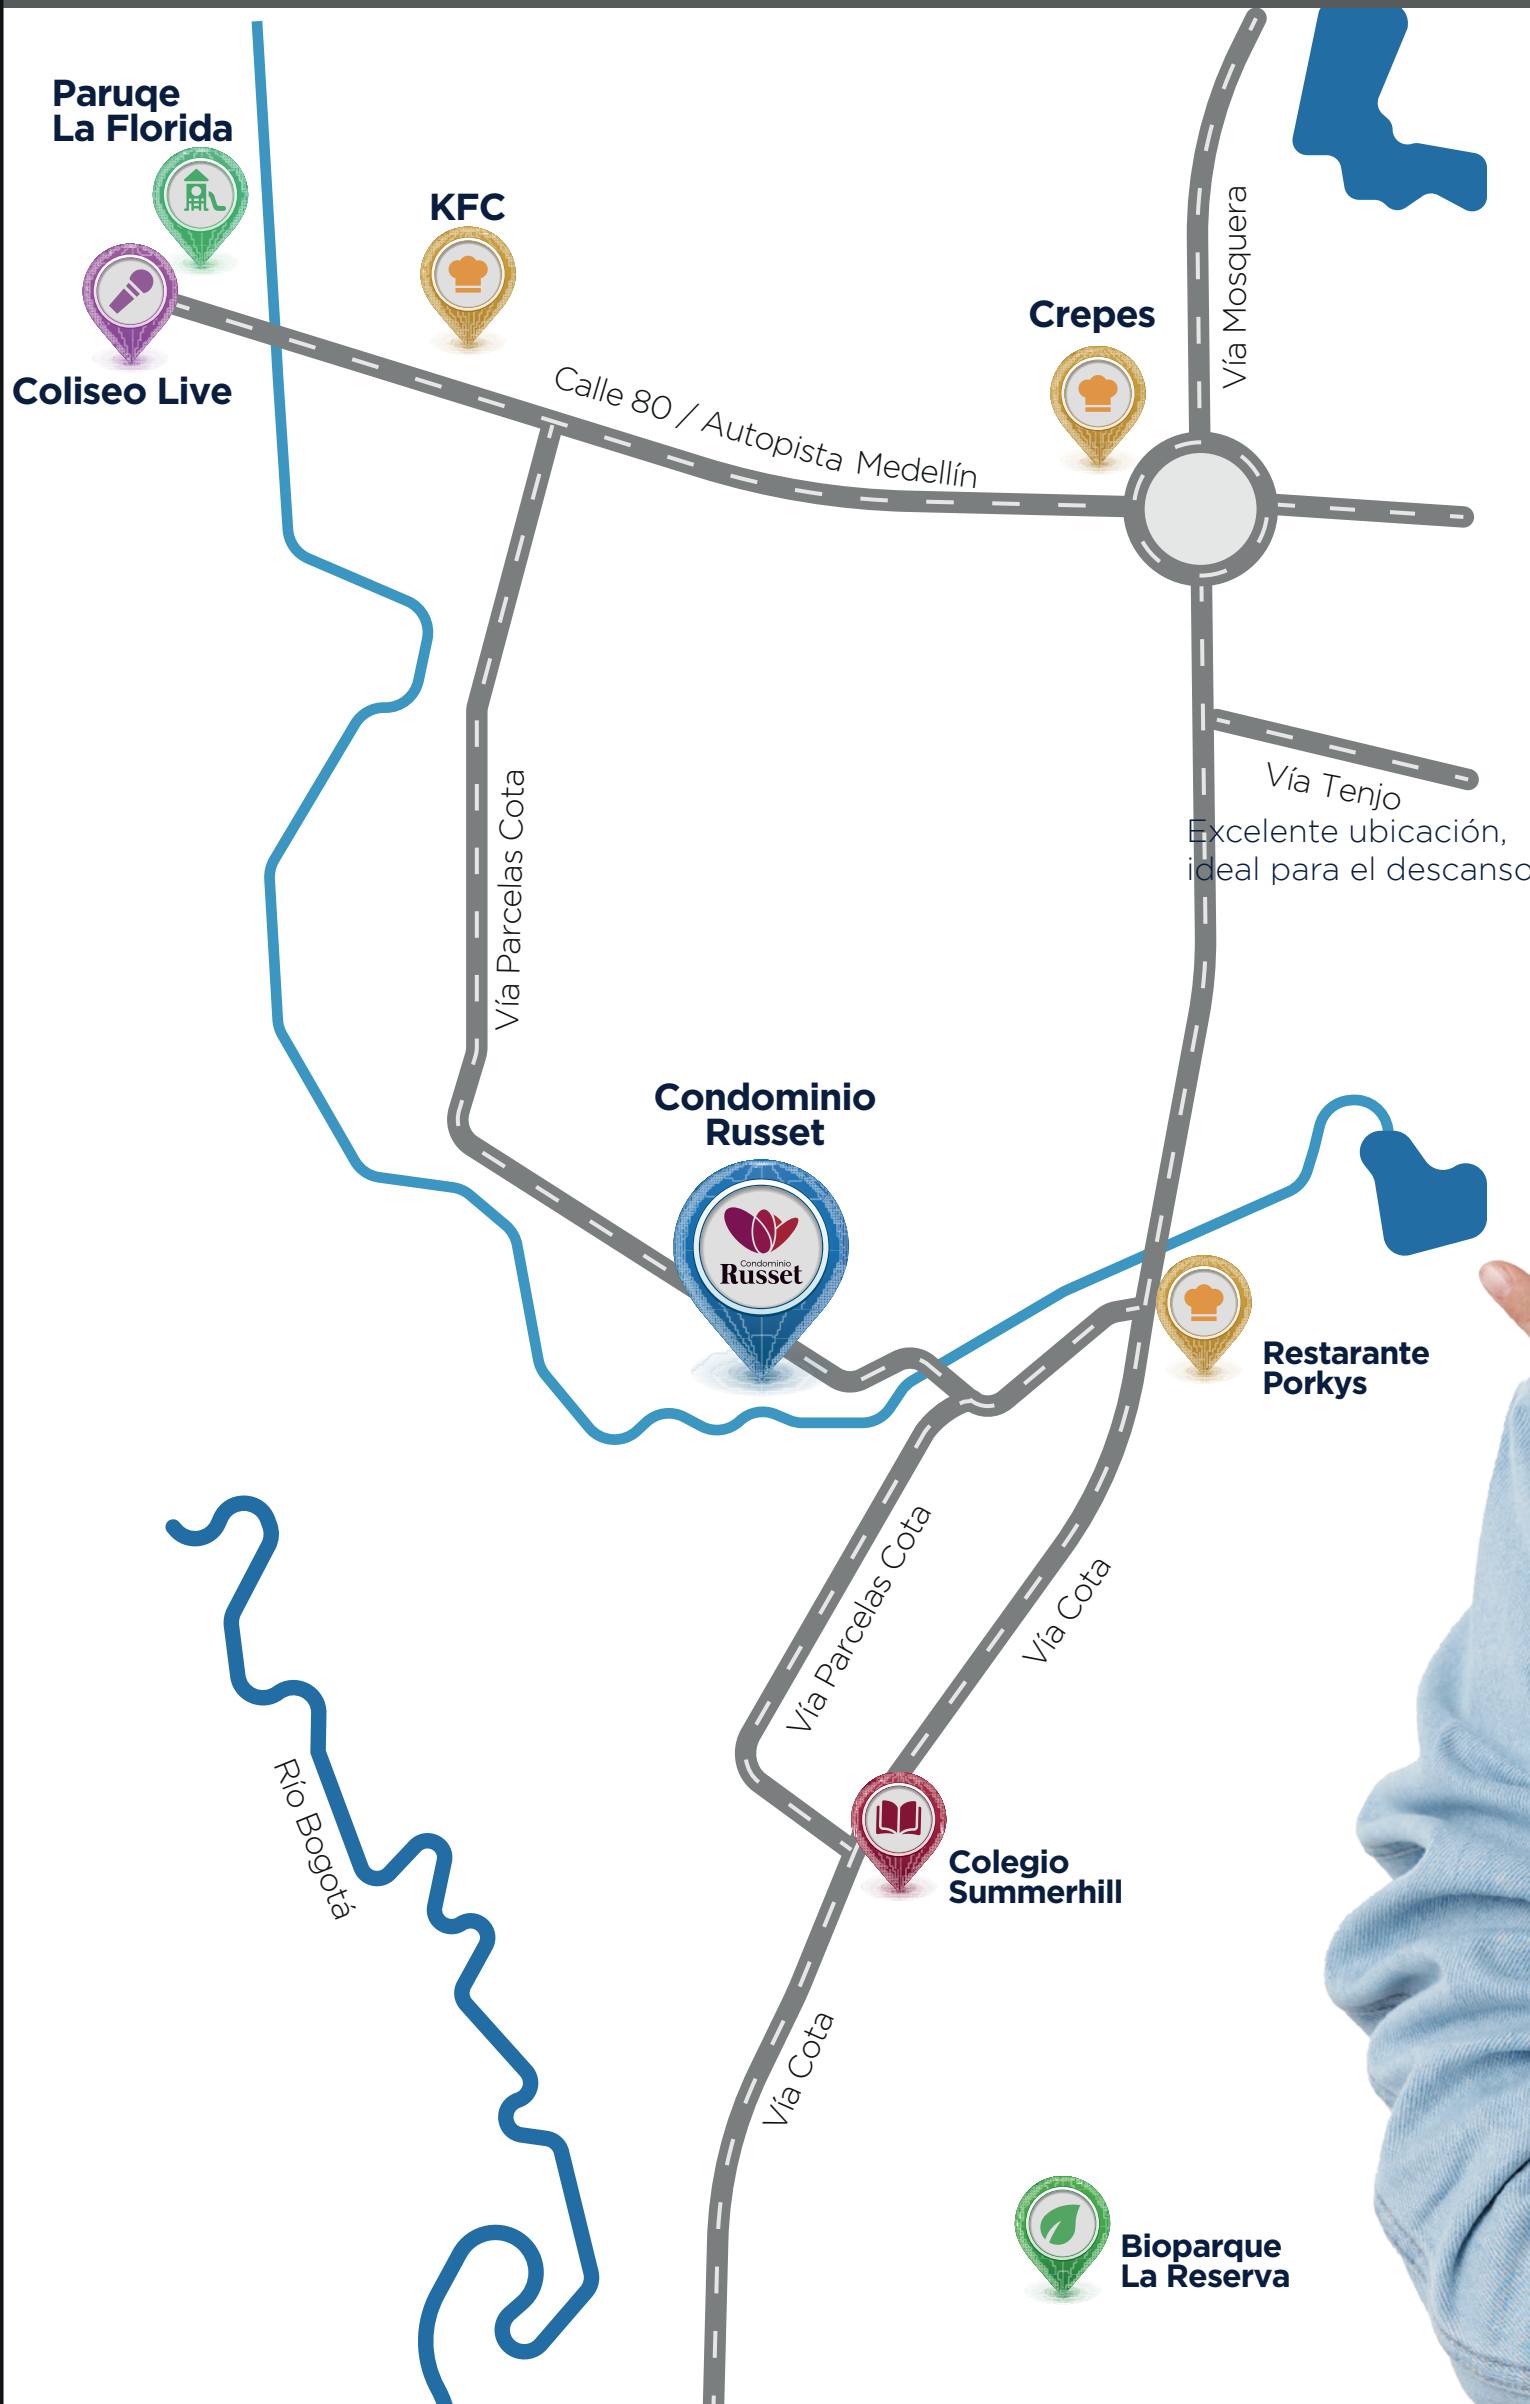 Paruqe
La Florida
KFC
Coliseo Live
Crepes
Vía Mosquera
Calle 80 / Autopista Medellín
Vía Tenjo
Excelente ubicación,
ideal para el descanso
Vía Parcelas Cota
Condominio
Russet
Condominio
Russet
Restarante
Porkys
Vía Parcelas Cota
Vía Cota
Río Bogotá
Colegio
Summerhill
Vía Cota
Bioparque
La Reserva